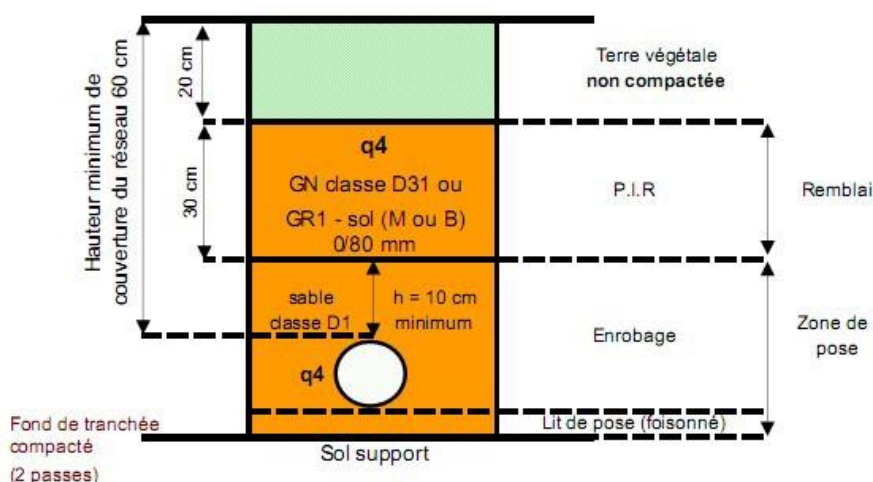 Hauteur minimum de
couverture du réseau 60 cm
20 cm
Terre végétale
non compactée
30 cm
q4
GN classe D31 ou
GR1 - sol (M ou B)
0/80 mm
P.I.R
Remblai
sable
classe D1
h = 10 cm
minimum
Enrobage
Zone de
pose
q4
Lit de pose (foisonné)
Fond de tranchée
compacté
(2 passes)
Sol support